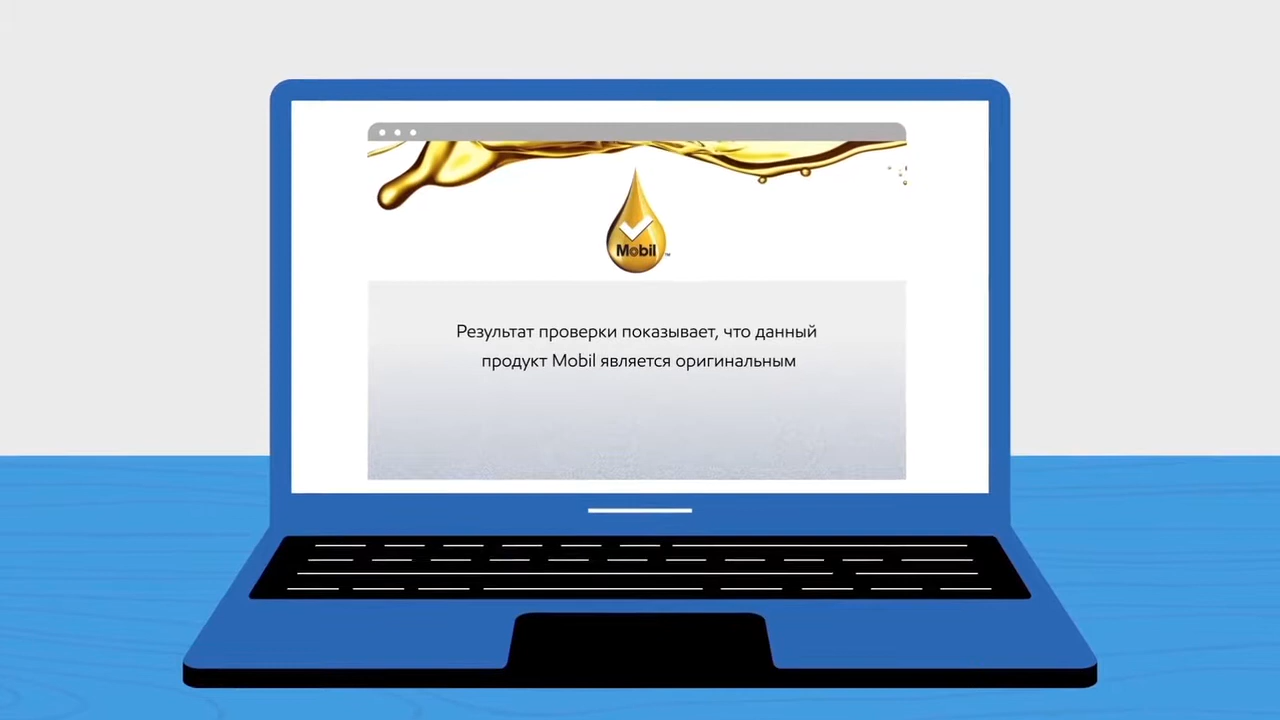 Mobil
Результат проверки показывает, что данный
продукт Mobil является оригинальным